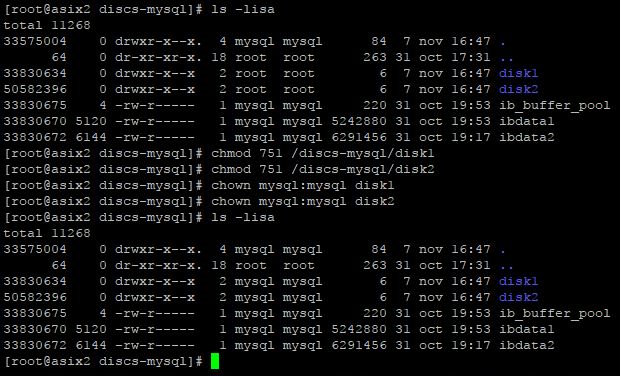 [root@asix2 discs-mysql]# ls -lisa
total 11268
33575004    0 drwxr-x--x.  4 mysql mysql      84  7 nov 16:47 .
      64    0 dr-xr-xr-x. 18 root  root      263 31 oct 17:31 ..
33830634    0 drwxr-x--x   2 root  root        6  7 nov 16:47 disk1
50582396    0 drwxr-x--x   2 root  root        6  7 nov 16:47 disk2
33830675    4 -rw-r-----   1 mysql mysql     220 31 oct 19:53 ib_buffer_pool
33830670 5120 -rw-r-----   1 mysql mysql 5242880 31 oct 19:53 ibdata1
33830672 6144 -rw-r-----   1 mysql mysql 6291456 31 oct 19:17 ibdata2
[root@asix2 discs-mysql]# chmod 751 /discs-mysql/disk1
[root@asix2 discs-mysql]# chmod 751 /discs-mysql/disk2
[root@asix2 discs-mysql]# chown mysql:mysql disk1
[root@asix2 discs-mysql]# chown mysql:mysql disk2
[root@asix2 discs-mysql]# ls -lisa
total 11268
33575004    0 drwxr-x--x.  4 mysql mysql      84  7 nov 16:47 .
      64    0 dr-xr-xr-x. 18 root  root      263 31 oct 17:31 ..
33830634    0 drwxr-x--x   2 mysql mysql       6  7 nov 16:47 disk1
50582396    0 drwxr-x--x   2 mysql mysql       6  7 nov 16:47 disk2
33830675    4 -rw-r-----   1 mysql mysql     220 31 oct 19:53 ib_buffer_pool
33830670 5120 -rw-r-----   1 mysql mysql 5242880 31 oct 19:53 ibdata1
33830672 6144 -rw-r-----   1 mysql mysql 6291456 31 oct 19:17 ibdata2
[root@asix2 discs-mysql]#